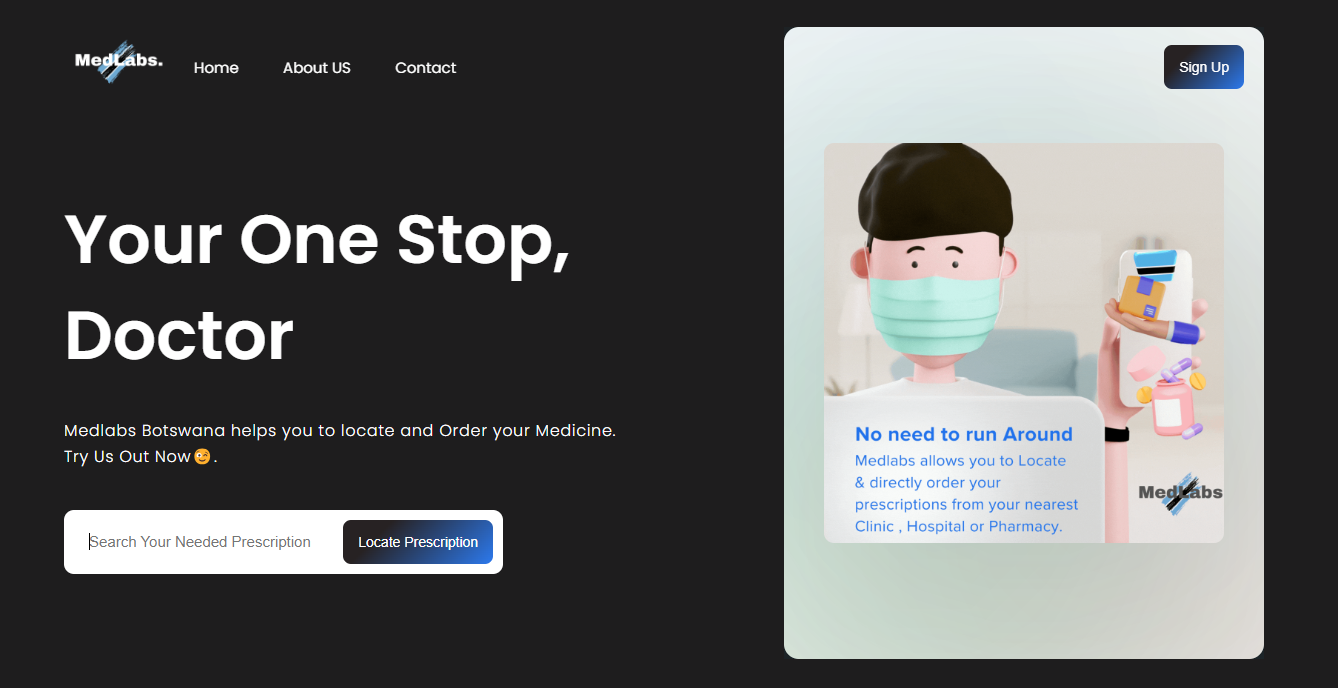 MedLabs.
Home
About US
Contact
Sign Up
Your One Stop,
Doctor
Medlabs Botswana helps you to locate and Order your Medicine.
Try Us Out Now😉.
Search Your Needed Prescription
Locate Prescription
No need to run Around
Medlabs allows you to Locate
& directly order your
prescriptions from your nearest
Clinic , Hospital or Pharmacy.
MedLabs